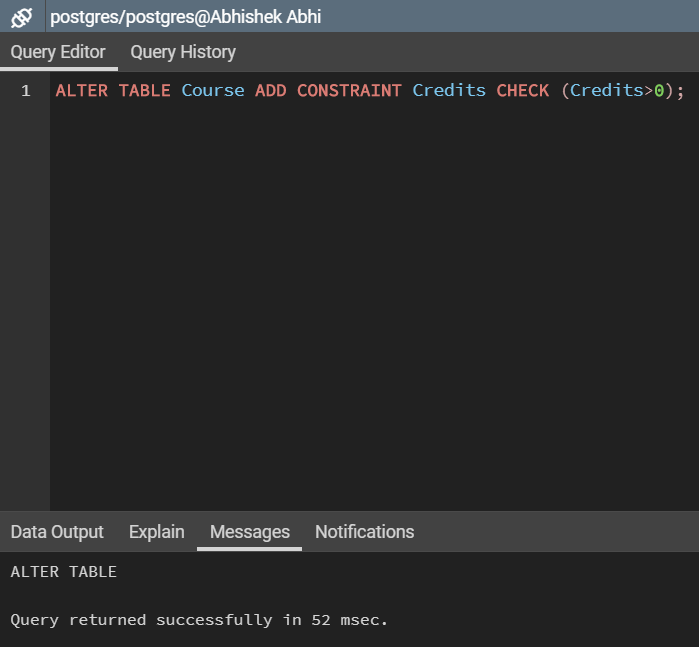 postgres/postgres@Abhishek Abhi
Query Editor Query History
1 ALTER TABLE Course ADD CONSTRAINT Credits CHECK (Credits>0);
Data Output Explain Messages Notifications
ALTER TABLE
Query returned successfully in 52 msec.